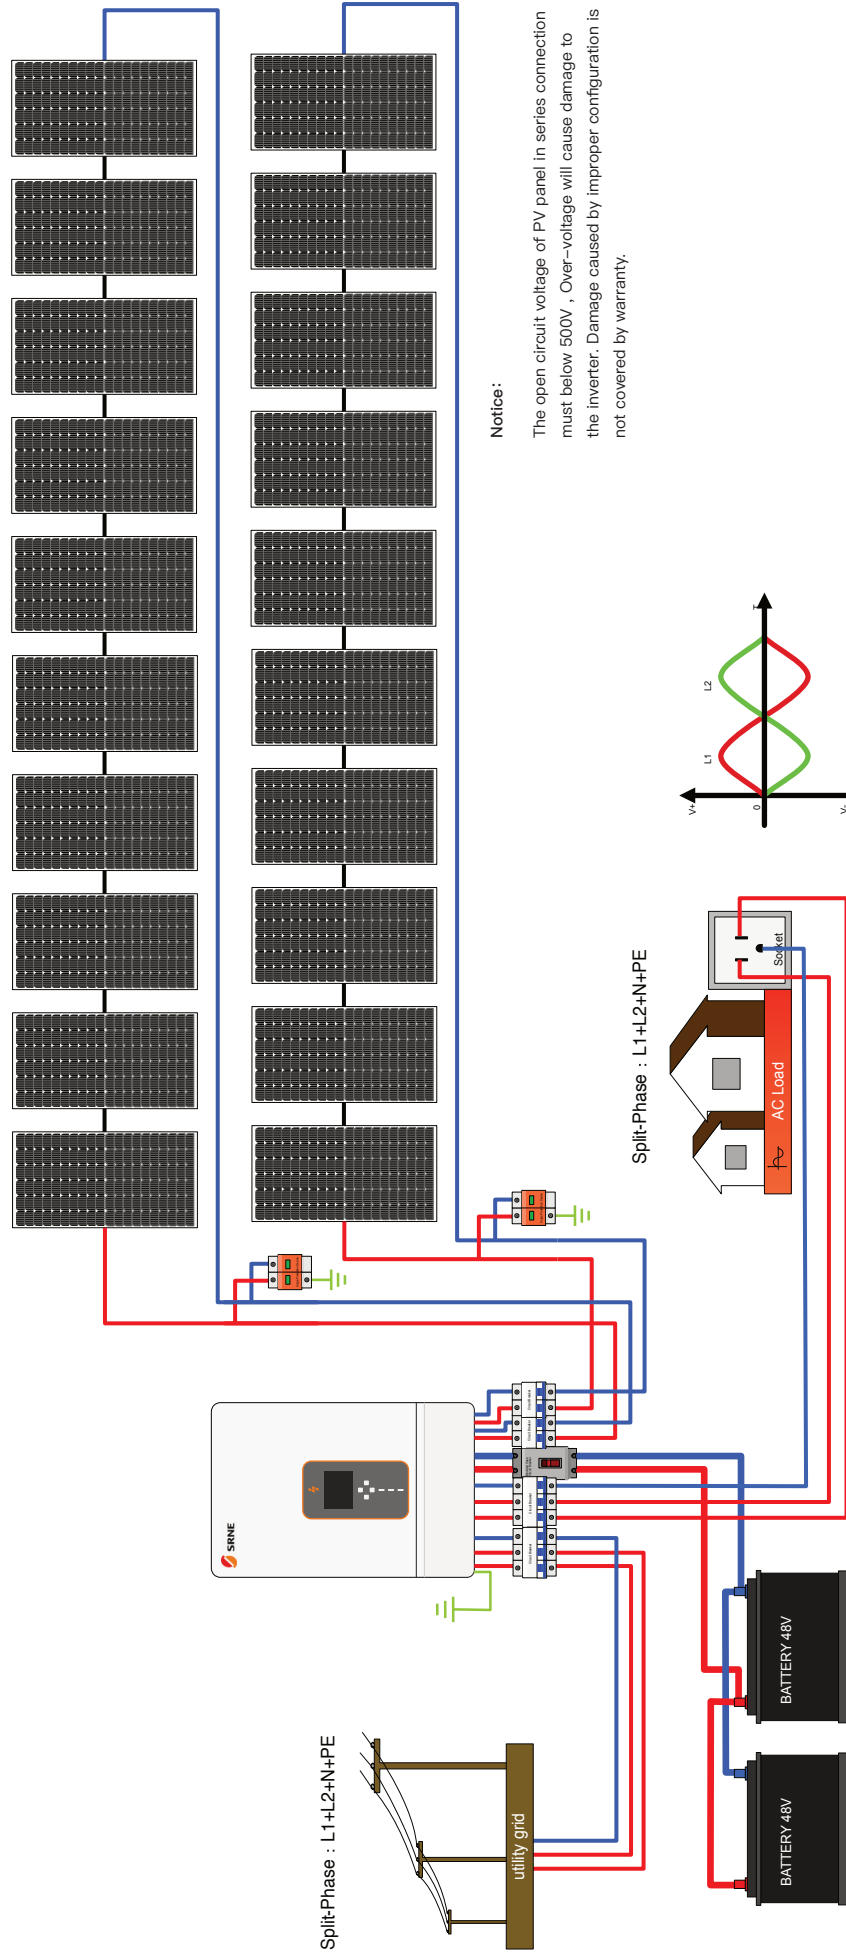 Notice:
The open circuit voltage of PV panel in series connection
must below 500V , Over-voltage will cause damage to
the inverter. Damage caused by improper configuration is
not covered by warranty.
SRNE
Split-Phase : L1+L2+N+PE
utility grid
Split-Phase : L1+L2+N+PE
AC Load
Socket
V+
L1
L2
0
T
V-
BATTERY 48V
BATTERY 48V